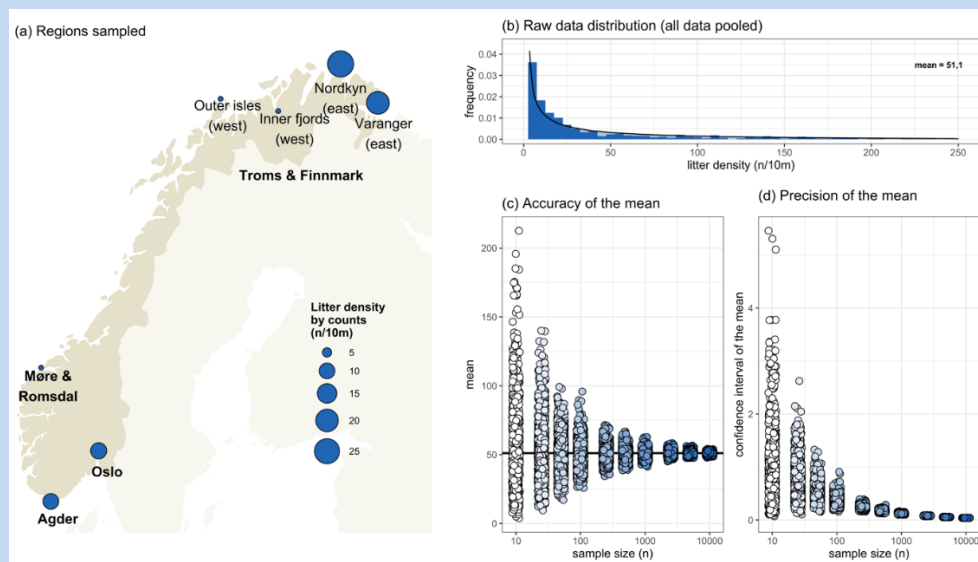 (a) Regions sampled
Nordkyn
(east)
Outer isles
(west)
Inner fjords
(west)
Varanger
(east)
Troms & Finnmark
Litter density
by counts
(n/10m)
5
10
15
20
25
Møre &
Romsdal
Oslo
Agder
(b) Raw data distribution (all data pooled)
frequency
0.04
0.03
0.02
0.01
0.00
mean = 51,1
0
50
100
150
200
250
litter density (n/10m)
(c) Accuracy of the mean
mean
200
150
100
50
0
10
100
1000
10000
sample size (n)
(d) Precision of the mean
confidence interval of the mean
4
2
0
10
100
1000
10000
sample size (n)